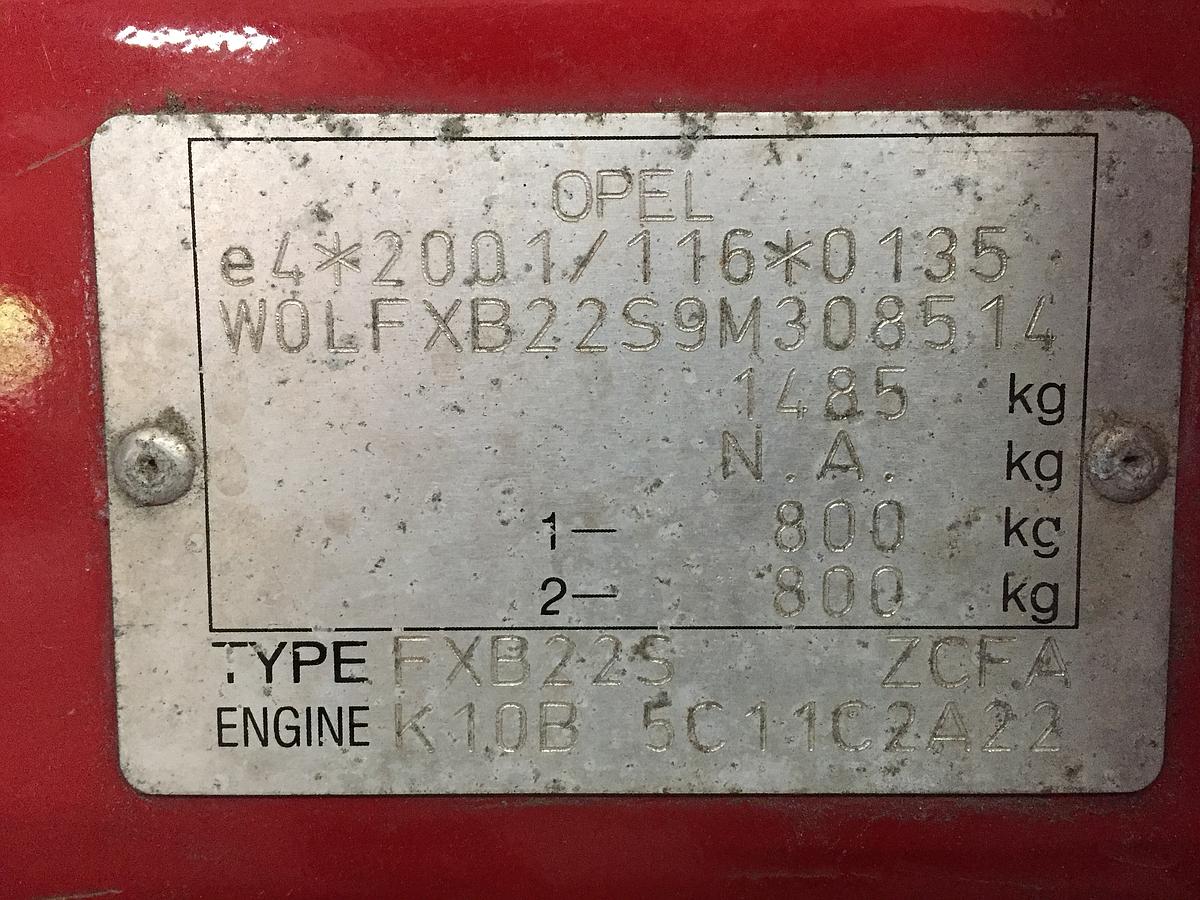 OPEL
e4*2001/116*0135
W0LFXB22S9M308514
1485 kg
N.A. kg
1— 800 kg
2— 800 kg
TYPE FXB22S ZCFA
ENGINE K10B 5C11C2A22